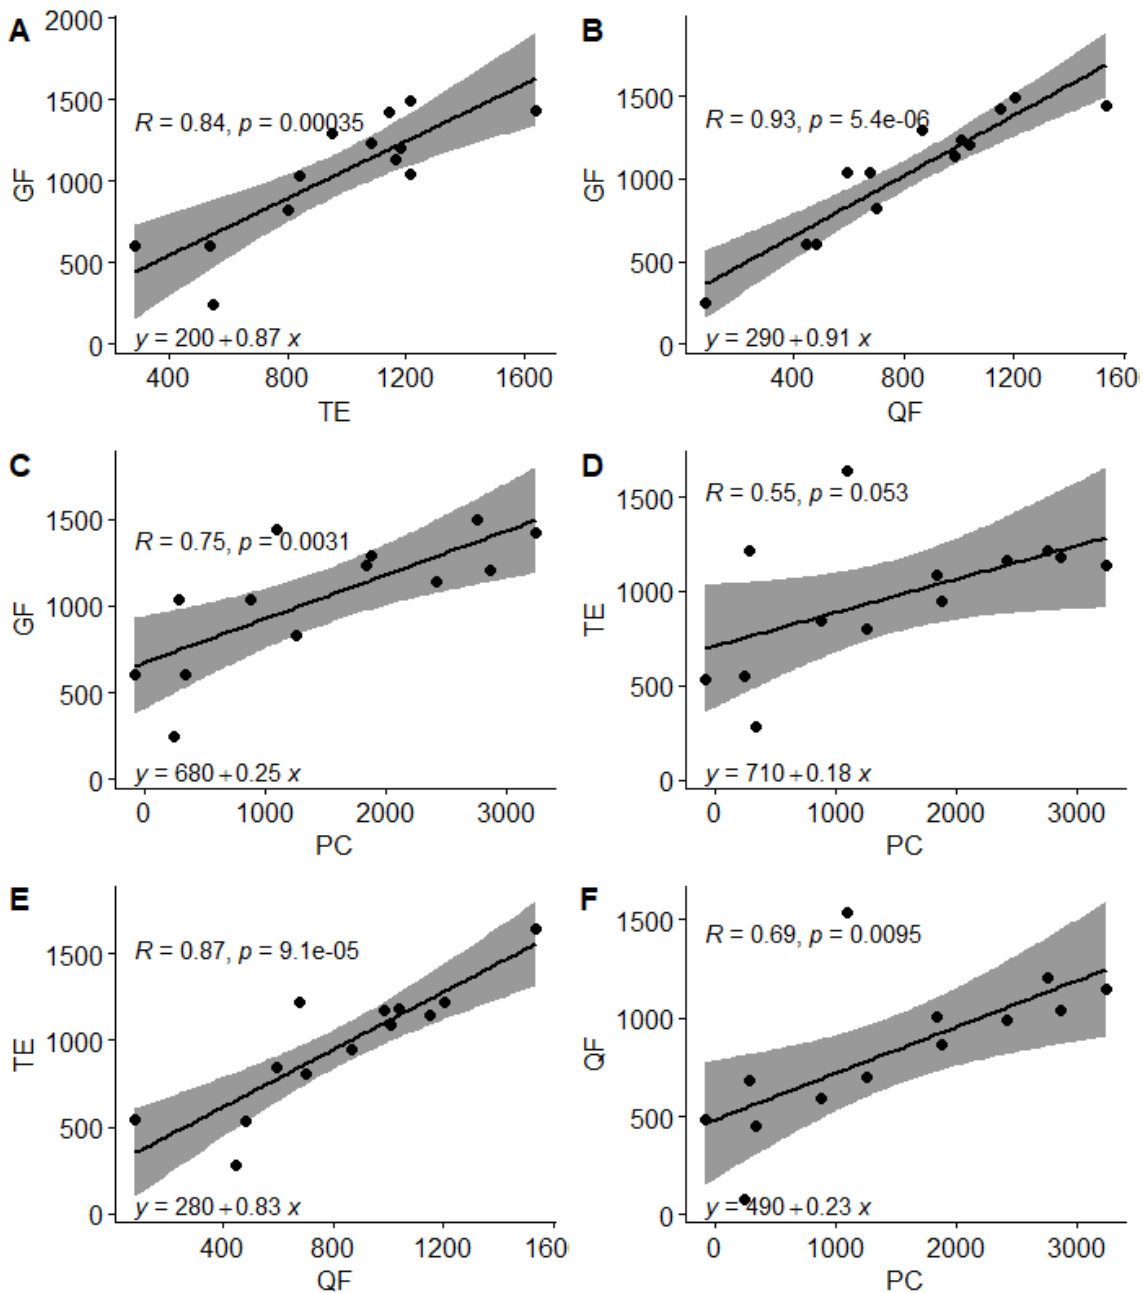 A
2000
1500
1000
500
0
GF
R = 0.84, p = 0.00035
y = 200 + 0.87 x
400 800 1200 1600
TE
B
1500
1000
500
0
GF
R = 0.93, p = 5.4e-06
y = 290 + 0.91 x
400 800 1200 160
QF
C
1500
1000
500
0
GF
R = 0.75, p = 0.0031
y = 680 + 0.25 x
0 1000 2000 3000
PC
D
1500
1000
500
0
TE
R = 0.55, p = 0.053
y = 710 + 0.18 x
0 1000 2000 3000
PC
E
1500
1000
500
0
TE
R = 0.87, p = 9.1e-05
y = 280 + 0.83 x
400 800 1200 160
QF
F
1500
1000
500
0
QF
R = 0.69, p = 0.0095
y = 490 + 0.23 x
0 1000 2000 3000
PC